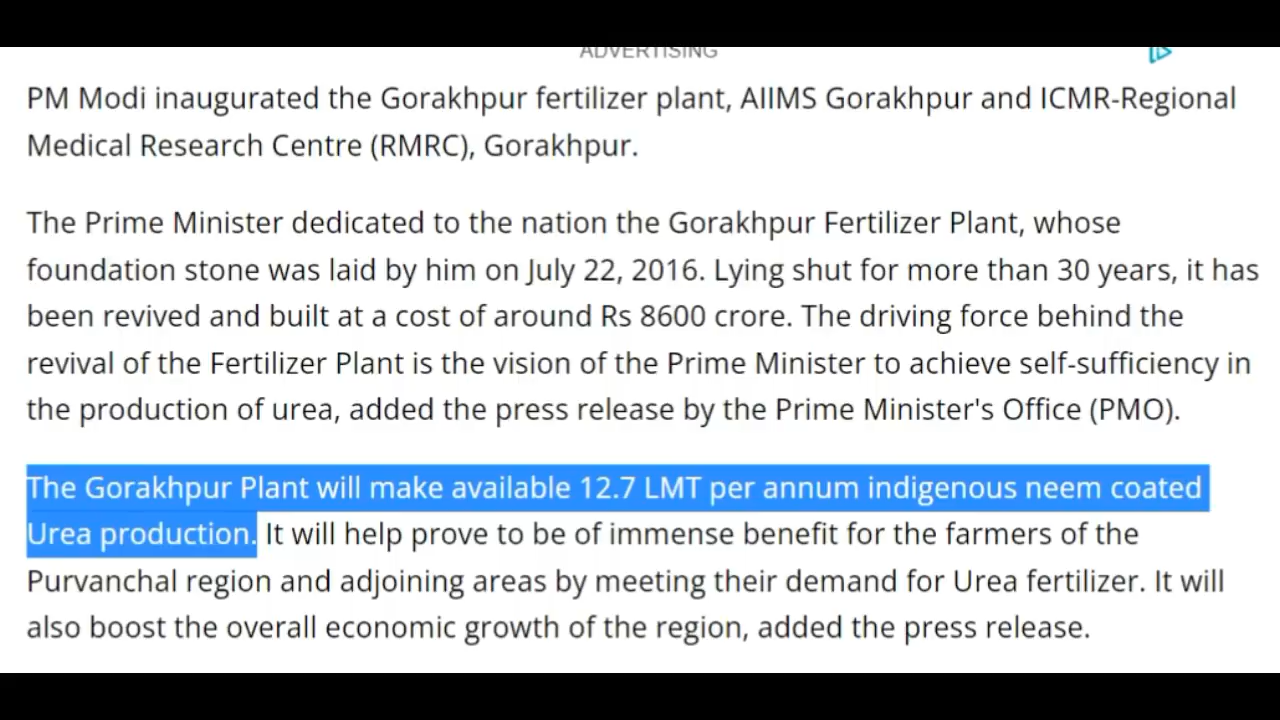 ADVERTISING
PM Modi inaugurated the Gorakhpur fertilizer plant, AIIMS Gorakhpur and ICMR-Regional
Medical Research Centre (RMRC), Gorakhpur.
The Prime Minister dedicated to the nation the Gorakhpur Fertilizer Plant, whose
foundation stone was laid by him on July 22, 2016. Lying shut for more than 30 years, it has
been revived and built at a cost of around Rs 8600 crore. The driving force behind the
revival of the Fertilizer Plant is the vision of the Prime Minister to achieve self-sufficiency in
the production of urea, added the press release by the Prime Minister's Office (PMO).
The Gorakhpur Plant will make available 12.7 LMT per annum indigenous neem coated
Urea production. It will help prove to be of immense benefit for the farmers of the
Purvanchal region and adjoining areas by meeting their demand for Urea fertilizer. It will
also boost the overall economic growth of the region, added the press release.